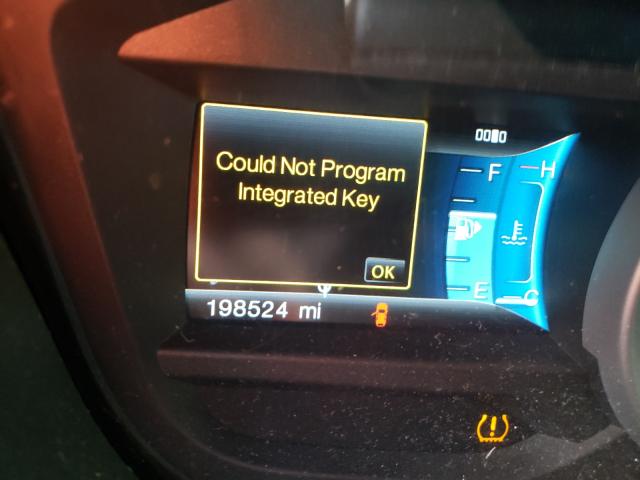 Could Not Program
Integrated Key
OK
F
H
E
C
198524 mi